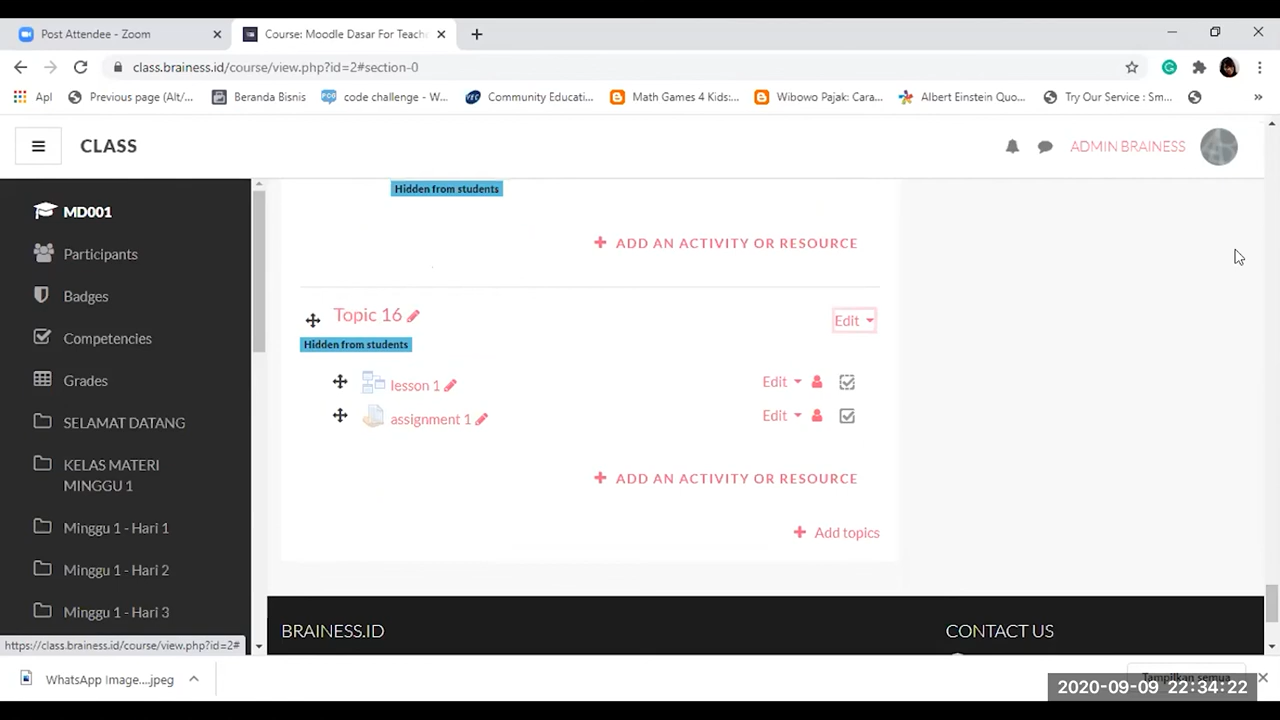 Post Attendee - Zoom
Course: Moodle Dasar For Teache
class.brainess.id/course/view.php?id=2#section-0
Apl
Previous page (Alt/...
Beranda Bisnis
code challenge - W...
Community Educati...
Math Games 4 Kids:...
Wibowo Pajak: Cara...
Albert Einstein Quo...
Try Our Service : Sm...
CLASS
ADMIN BRAINESS
MD001
Participants
Badges
Competencies
Grades
SELAMAT DATANG
KELAS MATERI
MINGGU 1
Minggu 1 - Hari 1
Minggu 1 - Hari 2
Minggu 1 - Hari 3
Hidden from students
+ ADD AN ACTIVITY OR RESOURCE
Topic 16
Edit
Hidden from students
lesson 1
Edit
assignment 1
Edit
+ ADD AN ACTIVITY OR RESOURCE
+ Add topics
BRAINESS.ID
CONTACT US
https://class.brainess.id/course/view.php?id=2#
WhatsApp Image....jpeg
Tampilkan semua
2020-09-09 22:34:22